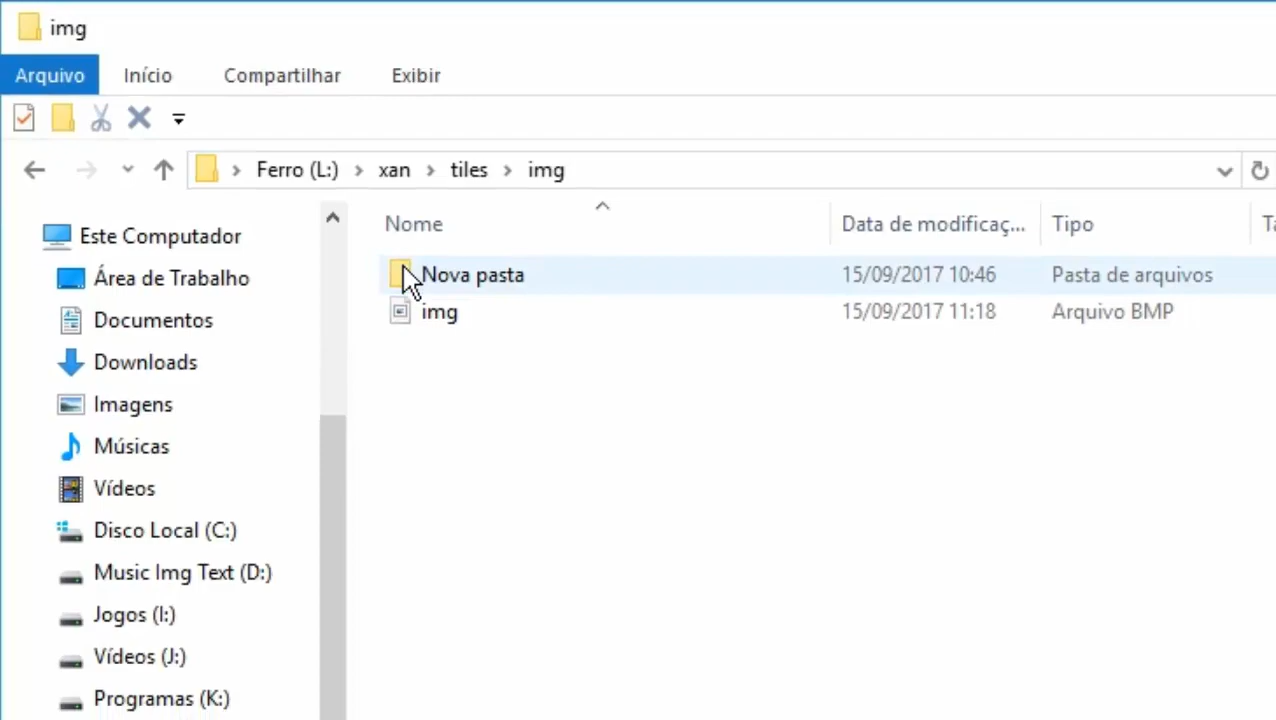 img
Arquivo Início Compartilhar Exibir
Ferro (L:) xan tiles img
Nome Data de modificaç... Tipo
Nova pasta 15/09/2017 10:46 Pasta de arquivos
img 15/09/2017 11:18 Arquivo BMP
Este Computador
Área de Trabalho
Documentos
Downloads
Imagens
Músicas
Vídeos
Disco Local (C:)
Music Img Text (D:)
Jogos (I:)
Vídeos (J:)
Programas (K:)